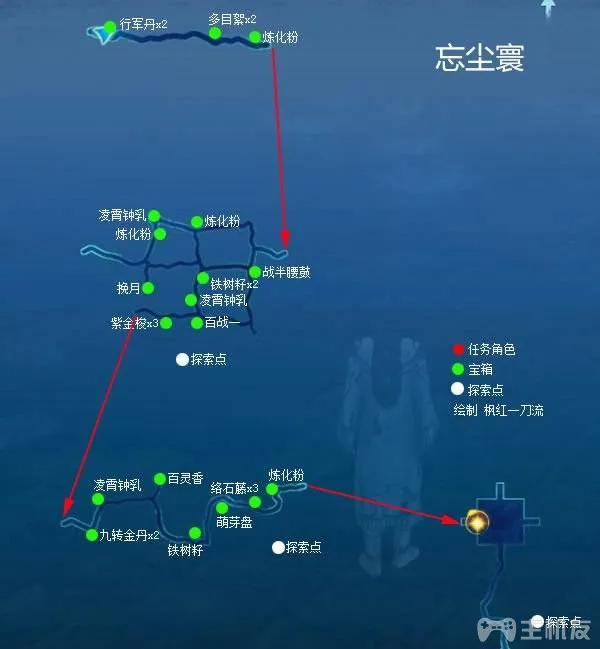 行军丹x2
多目絮x2
炼化粉
忘尘寰
凌霄钟乳
炼化粉
炼化粉
战半腰鼓
铁树籽x2
挽月
凌霄钟乳
紫金梭x3
百战一
探索点
任务角色
宝箱
探索点
绘制 枫红一刀流
炼化粉
百灵香
凌霄钟乳
络石藤x3
萌芽盘
九转金丹x2
铁树籽
探索点
探索点
主机友